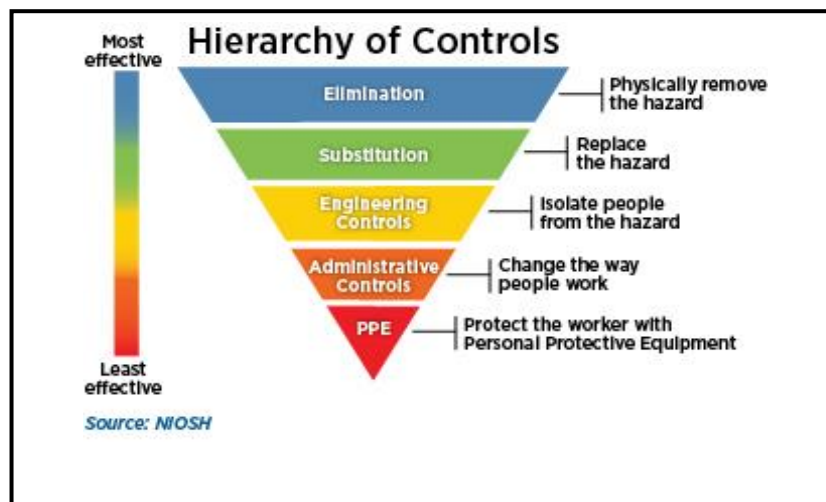 Hierarchy of Controls
Most
effective
Elimination
Physically remove
the hazard
Substitution
Replace
the hazard
Engineering
Controls
Isolate people
from the hazard
Administrative
Controls
Change the way
people work
PPE
Protect the worker with
Personal Protective Equipment
Least
effective
Source: NIOSH